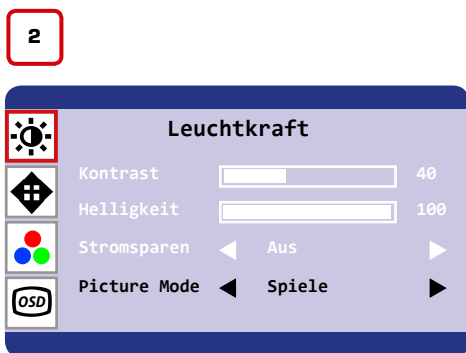 2
Leuchtkraft
Kontrast 40
Helligkeit 100
Stromsparen Aus
Picture Mode Spiele
OSD